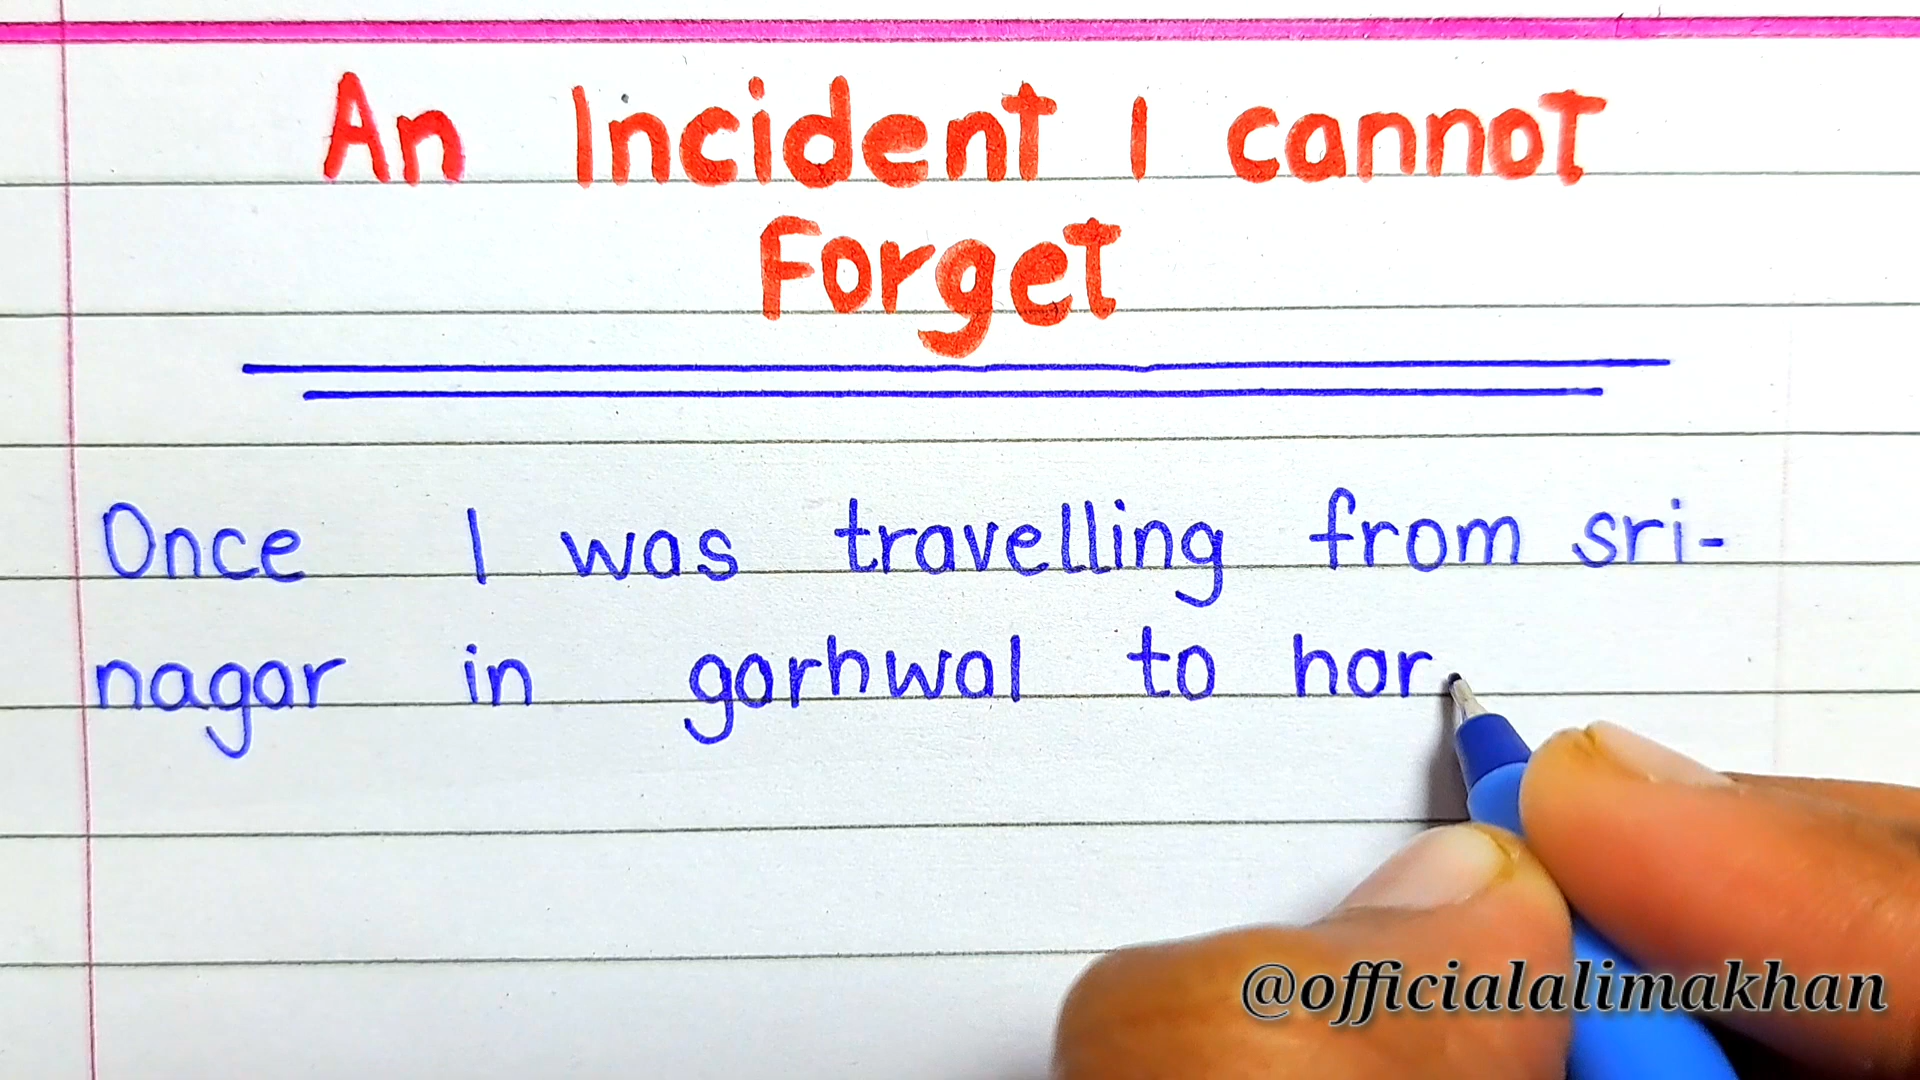 An Incident I cannot
Forget
Once I was travelling from sri-
nagar in garhwal to har
@officialalimakhan